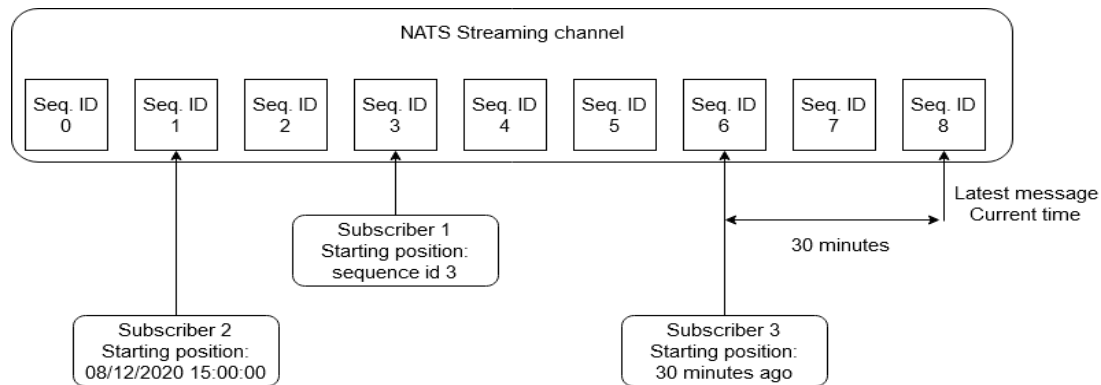 NATS Streaming channel
Seq. ID
0
Seq. ID
1
Seq. ID
2
Seq. ID
3
Seq. ID
4
Seq. ID
5
Seq. ID
6
Seq. ID
7
Seq. ID
8
Latest message
Current time
Subscriber 1
Starting position:
sequence id 3
30 minutes
Subscriber 2
Starting position:
08/12/2020 15:00:00
Subscriber 3
Starting position:
30 minutes ago